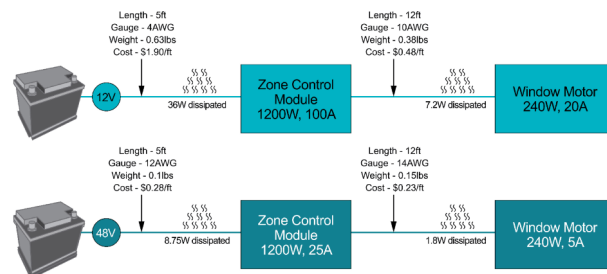 Length - 5ft
Gauge - 4AWG
Weight - 0.63lbs
Cost - $1.90/ft
Length - 12ft
Gauge - 10AWG
Weight - 0.38lbs
Cost - $0.48/ft
12V
36W dissipated
Zone Control
Module
1200W, 100A
7.2W dissipated
Window Motor
240W, 20A
Length - 5ft
Gauge - 12AWG
Weight - 0.1lbs
Cost - $0.28/ft
Length - 12ft
Gauge - 14AWG
Weight - 0.15lbs
Cost - $0.23/ft
48V
8.75W dissipated
Zone Control
Module
1200W, 25A
1.8W dissipated
Window Motor
240W, 5A